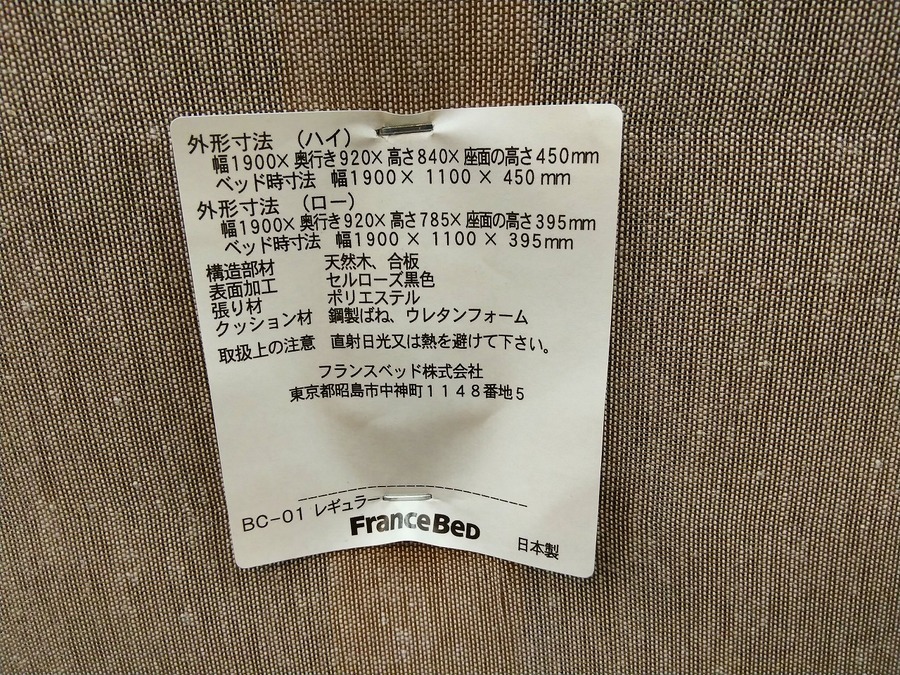 外形寸法 (ハイ)
幅1900×奥行き920×高さ840×座面の高さ450mm
ベッド時寸法 幅1900 × 1100 × 450 mm
外形寸法 (ロー)
幅1900×奥行き920×高さ785×座面の高さ395mm
ベッド時寸法 幅1900 × 1100 × 395mm
構造部材 天然木、合板
表面加工 セルローズ黒色
張り材 ポリエステル
クッション材 鋼製ばね、ウレタンフォーム
取扱上の注意 直射日光又は熱を避けて下さい。
フランスベッド株式会社
東京都昭島市中神町1148番地5
BC-01 レギュラー
FranceBeD
日本製